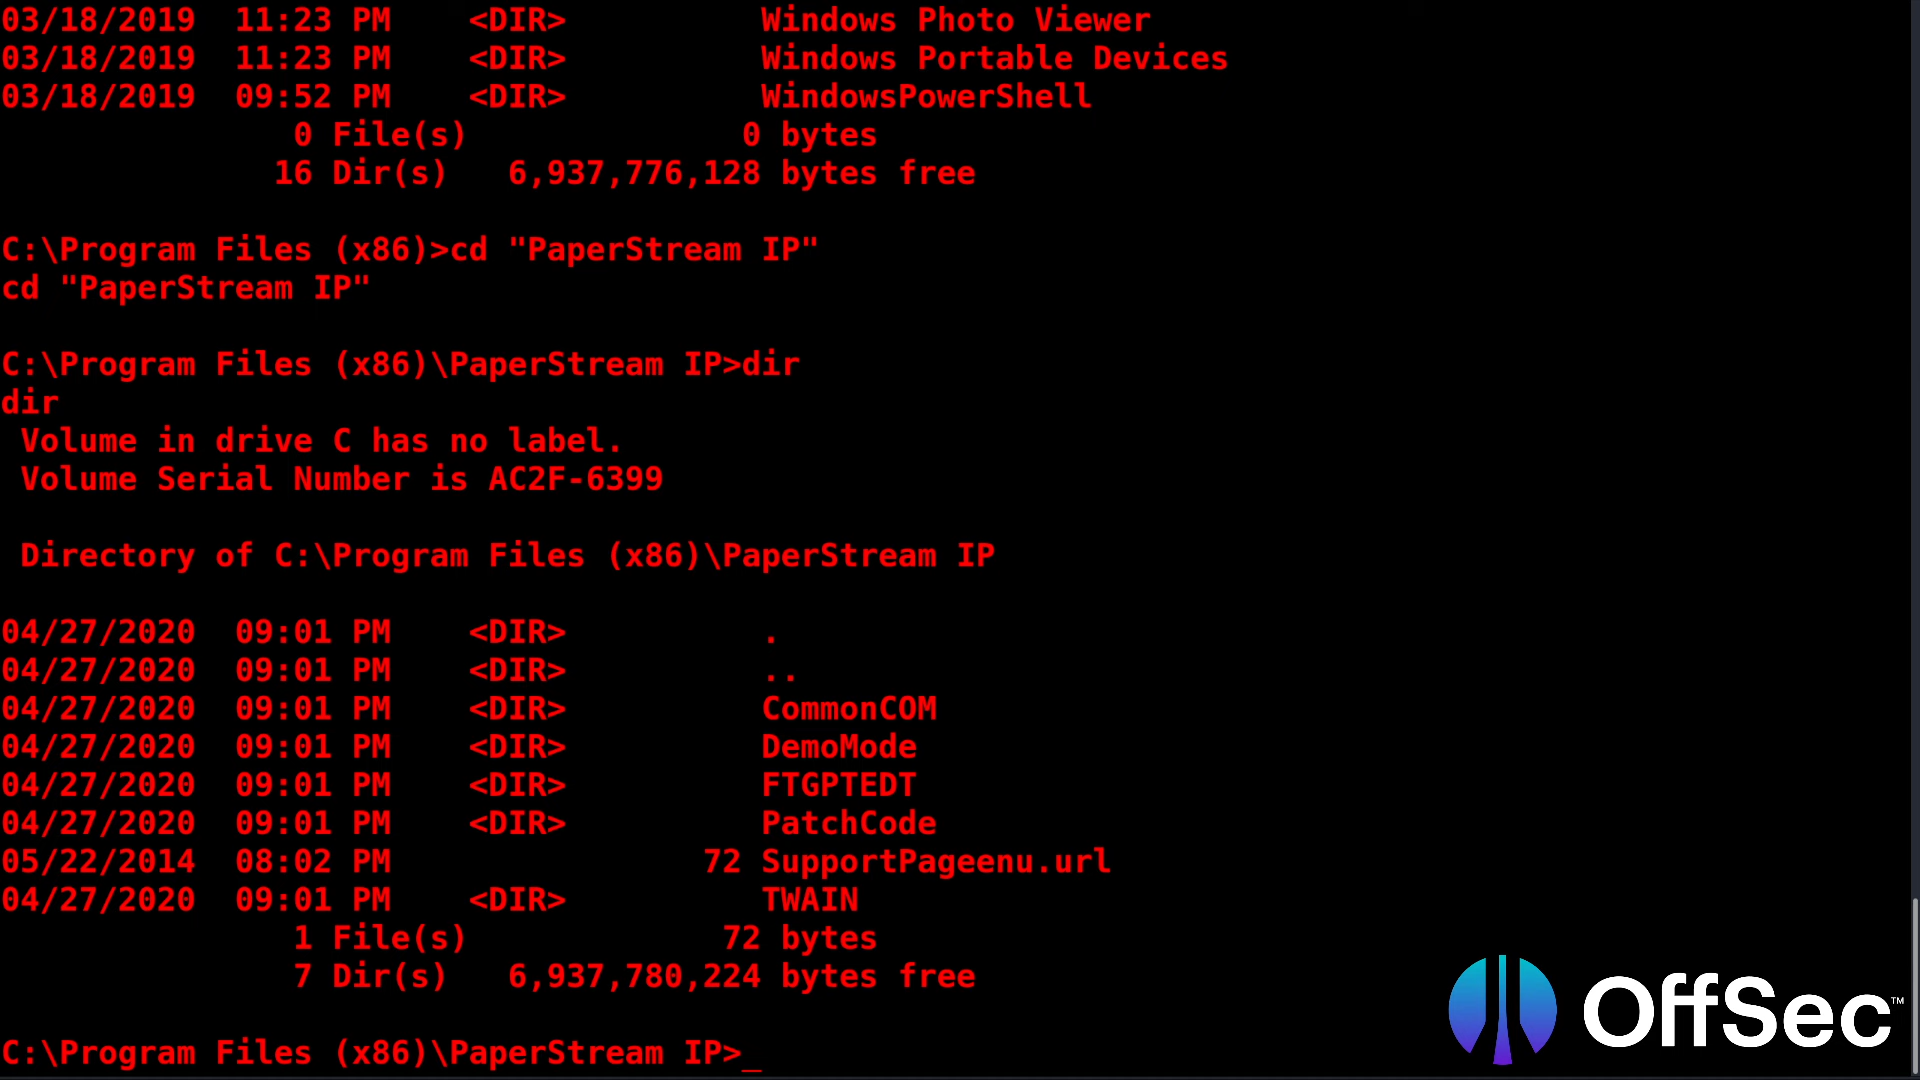 03/18/2019  11:23 PM    <DIR>          Windows Photo Viewer
03/18/2019  11:23 PM    <DIR>          Windows Portable Devices
03/18/2019  09:52 PM    <DIR>          WindowsPowerShell
               0 File(s)              0 bytes
              16 Dir(s)   6,937,776,128 bytes free
C:\Program Files (x86)>cd "PaperStream IP"
cd "PaperStream IP"
C:\Program Files (x86)\PaperStream IP>dir
dir
 Volume in drive C has no label.
 Volume Serial Number is AC2F-6399
 Directory of C:\Program Files (x86)\PaperStream IP
04/27/2020  09:01 PM    <DIR>          .
04/27/2020  09:01 PM    <DIR>          ..
04/27/2020  09:01 PM    <DIR>          CommonCOM
04/27/2020  09:01 PM    <DIR>          DemoMode
04/27/2020  09:01 PM    <DIR>          FTGPTEDT
04/27/2020  09:01 PM    <DIR>          PatchCode
05/22/2014  08:02 PM                72 SupportPageenu.url
04/27/2020  09:01 PM    <DIR>          TWAIN
               1 File(s)             72 bytes
               7 Dir(s)   6,937,780,224 bytes free
C:\Program Files (x86)\PaperStream IP>_
OffSec™